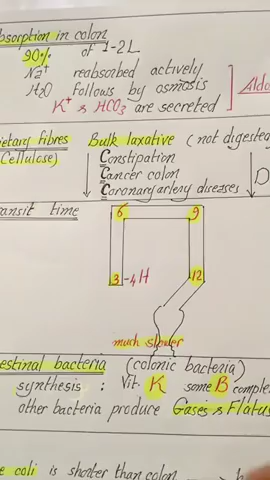 bsorption in colon
90% of 1-2L
Na+ reabsorbed actively
H2O follows by osmosis
K+ & HCO3 are secreted
Aldo
etary fibres Bulk laxative (not digested
Cellulose) Constipation
Cancer colon
Coronary artery diseases
D
ransit time
6 9
3-4H 12
much slower
estinal bacteria (colonic bacteria)
synthesis : Vit. K some B comple
other bacteria produce Gases & Flatus
e coli is shorter than colon